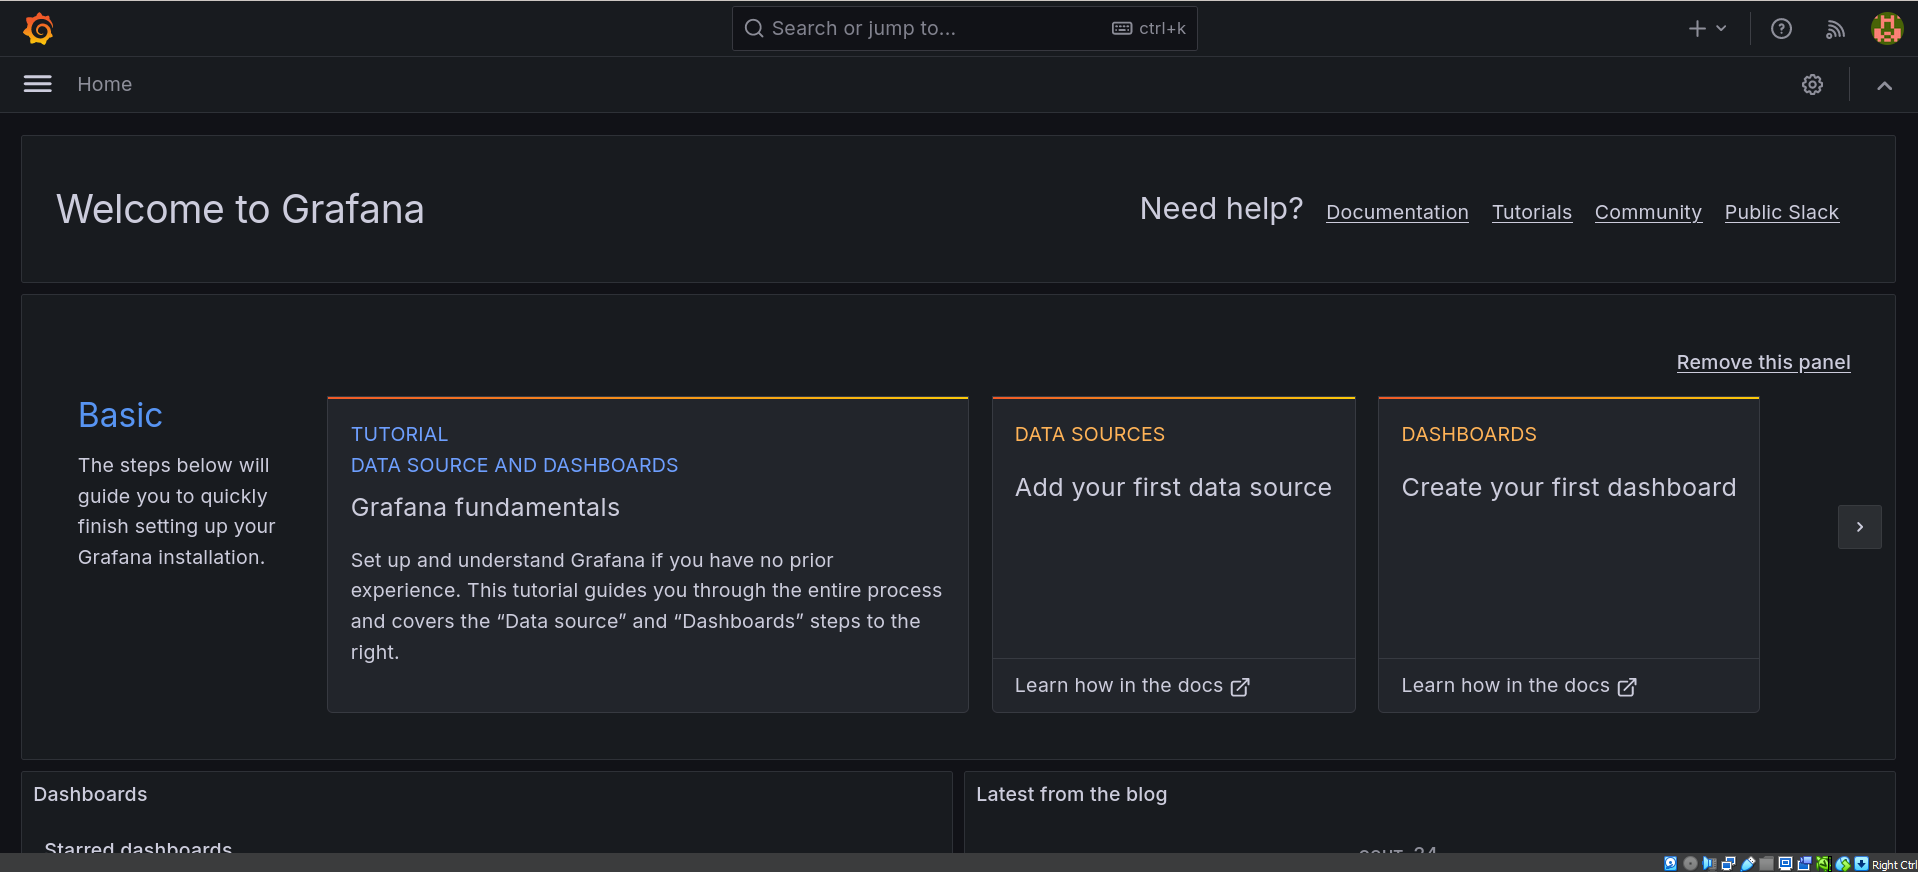 Search or jump to...
ctrl+k
Home
Welcome to Grafana
Need help? Documentation Tutorials Community Public Slack
Remove this panel
Basic
The steps below will
guide you to quickly
finish setting up your
Grafana installation.
TUTORIAL
DATA SOURCE AND DASHBOARDS
Grafana fundamentals
Set up and understand Grafana if you have no prior
experience. This tutorial guides you through the entire process
and covers the “Data source” and “Dashboards” steps to the
right.
DATA SOURCES
Add your first data source
Learn how in the docs
DASHBOARDS
Create your first dashboard
Learn how in the docs
Dashboards
Starred dashboards
Latest from the blog
Right Ctrl